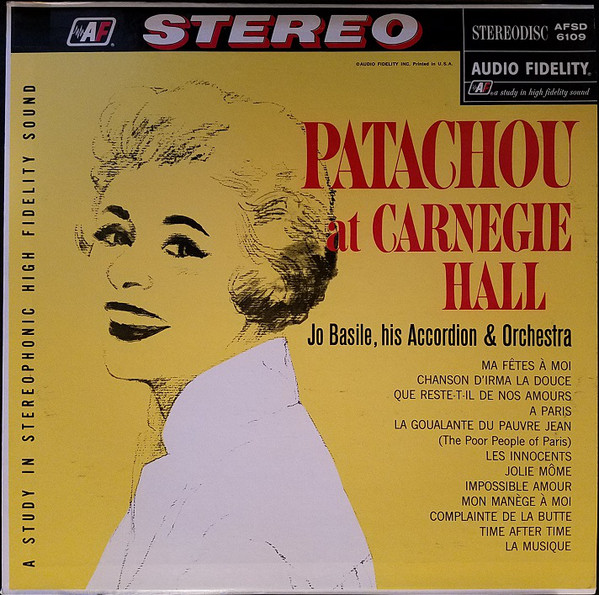 AF
STEREO
STEREODISC
AFSD
6109
©AUDIO FIDELITY INC. Printed in U.S.A.
AUDIO FIDELITY®
AF a study in high fidelity sound
A STUDY IN STEREOPHONIC HIGH FIDELITY SOUND
PATACHOU
at CARNEGIE
HALL
Jo Basile, his Accordion & Orchestra
MA FÊTES À MOI
CHANSON D'IRMA LA DOUCE
QUE RESTE-T-IL DE NOS AMOURS
A PARIS
LA GOUALANTE DU PAUVRE JEAN
(The Poor People of Paris)
LES INNOCENTS
JOLIE MÔME
IMPOSSIBLE AMOUR
MON MANÈGE À MOI
COMPLAINTE DE LA BUTTE
TIME AFTER TIME
LA MUSIQUE